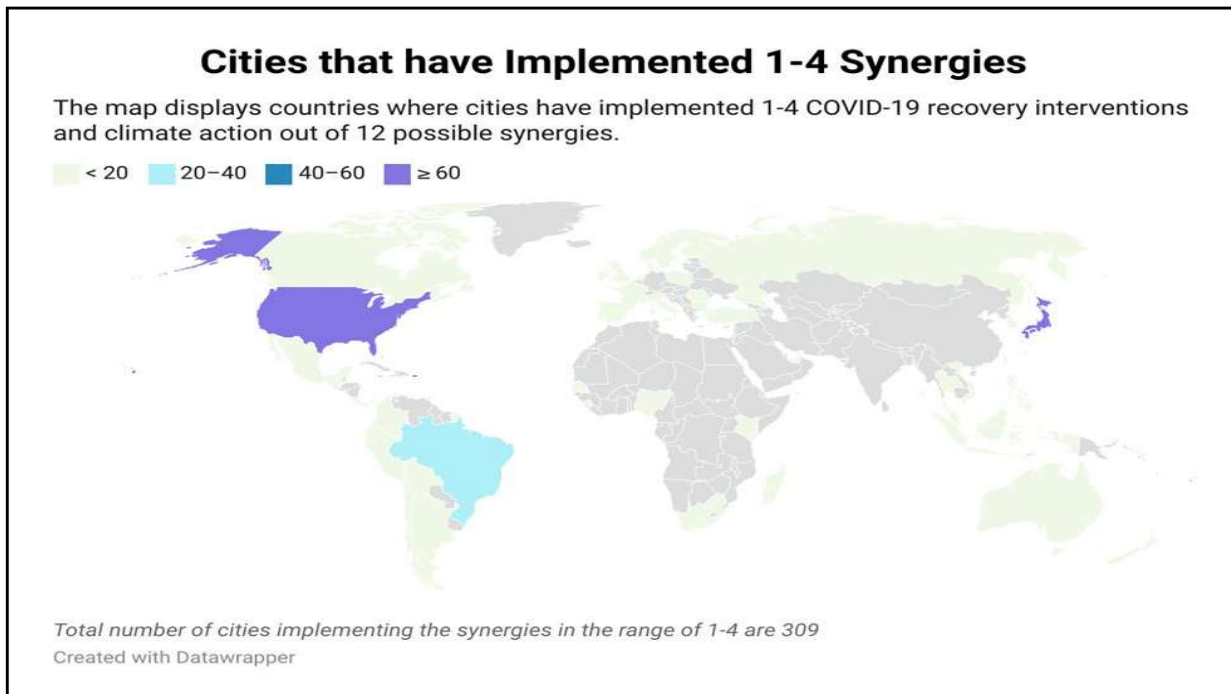 Cities that have Implemented 1-4 Synergies
The map displays countries where cities have implemented 1-4 COVID-19 recovery interventions
and climate action out of 12 possible synergies.
< 20 20–40 40–60 ≥ 60
Total number of cities implementing the synergies in the range of 1-4 are 309
Created with Datawrapper